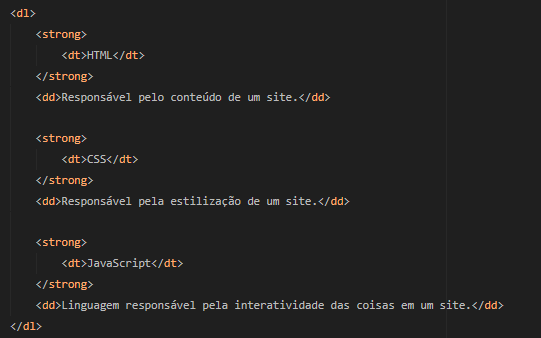 <dl>
    <strong>
        <dt>HTML</dt>
    </strong>
    <dd>Responsável pelo conteúdo de um site.</dd>

    <strong>
        <dt>CSS</dt>
    </strong>
    <dd>Responsável pela estilização de um site.</dd>

    <strong>
        <dt>JavaScript</dt>
    </strong>
    <dd>Linguagem responsável pela interatividade das coisas em um site.</dd>
</dl>